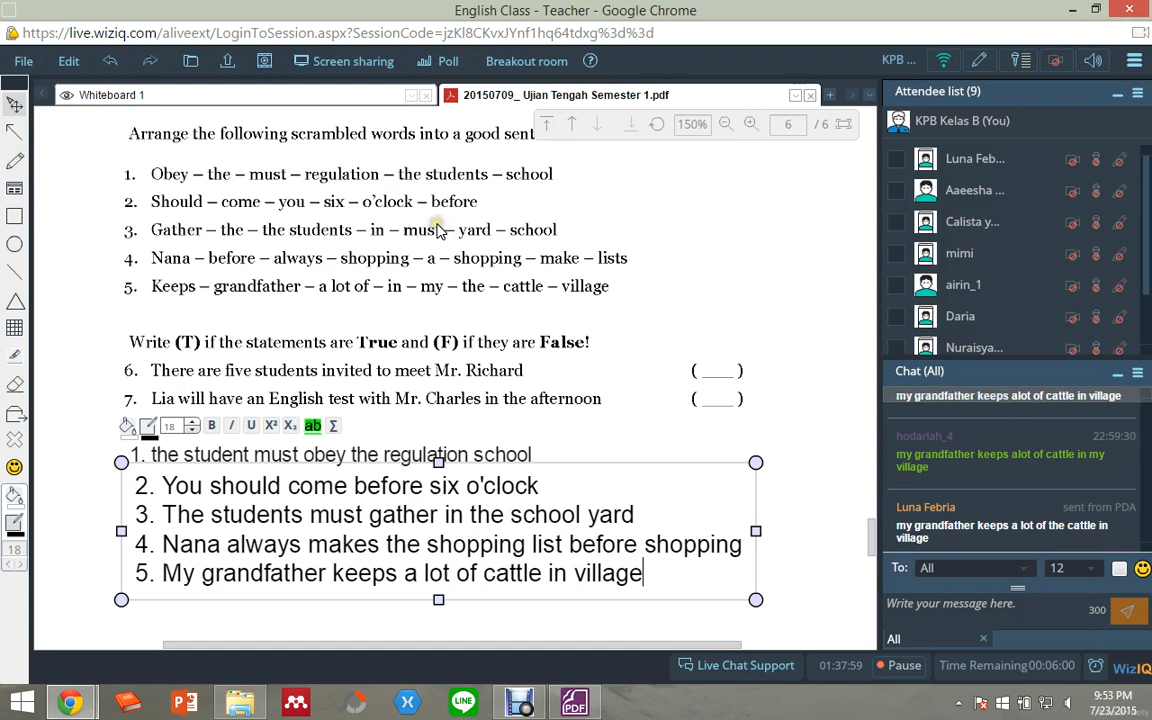 English Class - Teacher - Google Chrome
https://live.wiziq.com/aliveext/LoginToSession.aspx?SessionCode=jzKl8CKvxJYnf1hq64tdxg%3d%3d
File Edit Screen sharing Poll Breakout room KPB ...
Whiteboard 1
20150709_ Ujian Tengah Semester 1.pdf
Attendee list (9)
Arrange the following scrambled words into a good sent
150% 6 / 6
KPB Kelas B (You)
1. Obey – the – must – regulation – the students – school
2. Should – come – you – six – o’clock – before
3. Gather – the – the students – in – must – yard – school
4. Nana – before – always – shopping – a – shopping – make – lists
5. Keeps – grandfather – a lot of – in – my – the – cattle – village
Luna Feb...
Aaeesha ...
Calista y...
mimi
airin_1
Daria
Nuraisya...
Write (T) if the statements are True and (F) if they are False!
6. There are five students invited to meet Mr. Richard ( ___ )
7. Lia will have an English test with Mr. Charles in the afternoon ( ___ )
18 B I U X² X₂ ab Σ
1. the student must obey the regulation school
2. You should come before six o'clock
3. The students must gather in the school yard
4. Nana always makes the shopping list before shopping
5. My grandfather keeps a lot of cattle in village
18
Chat (All)
my grandfather keeps alot of cattle in village
hodariah_4 22:59:30
my grandfather keeps alot of cattle in my
village
Luna Febria sent from PDA
my grandfather keeps a lot of the cattle in
village
To: All 12
Write your message here. 300
All
Live Chat Support 01:37:59 Pause Time Remaining:00:06:00 WizIQ
9:53 PM
7/23/2015